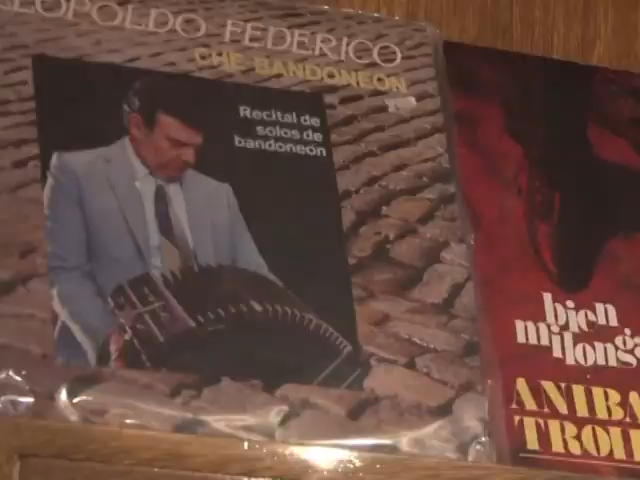 LEOPOLDO FEDERICO
CHE BANDONEON
Recital de
solos de
bandoneón
bien
milonga
ANIBA
TROI